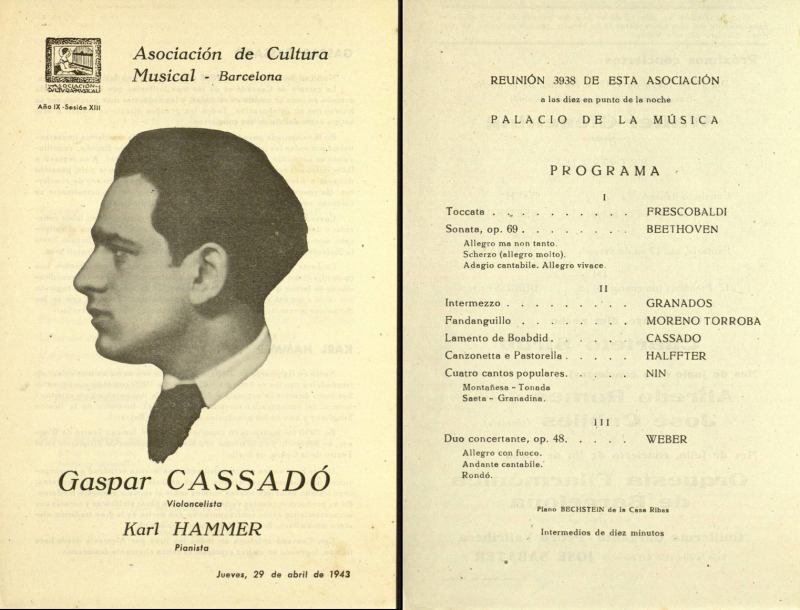 Asociación de Cultura
Musical - Barcelona
ASOCIACIÓN
Año IX - Sesión XIII
Gaspar CASSADÓ
Violoncelista
Karl HAMMER
Pianista
Jueves, 29 de abril de 1943
REUNIÓN 3938 DE ESTA ASOCIACIÓN
a las diez en punto de la noche
PALACIO DE LA MÚSICA
PROGRAMA
I
Toccata . . . . . . . . . . FRESCOBALDI
Sonata, op. 69 . . . . . . . . BEETHOVEN
Allegro ma non tanto.
Scherzo (allegro molto).
Adagio cantabile. Allegro vivace.
II
Intermezzo . . . . . . . . . GRANADOS
Fandanguillo . . . . . . . . MORENO TORROBA
Lamento de Boabdid . . . . . . CASSADO
Canzonetta e Pastorella . . . . . HALFFTER
Cuatro cantos populares. . . . . . NIN
Montañesa - Tonada
Saeta - Granadina.
III
Duo concertante, op. 48. . . . . WEBER
Allegro con fuoco.
Andante cantabile.
Rondó.
Piano BECHSTEIN de la Casa Ribas
Intermedios de diez minutos